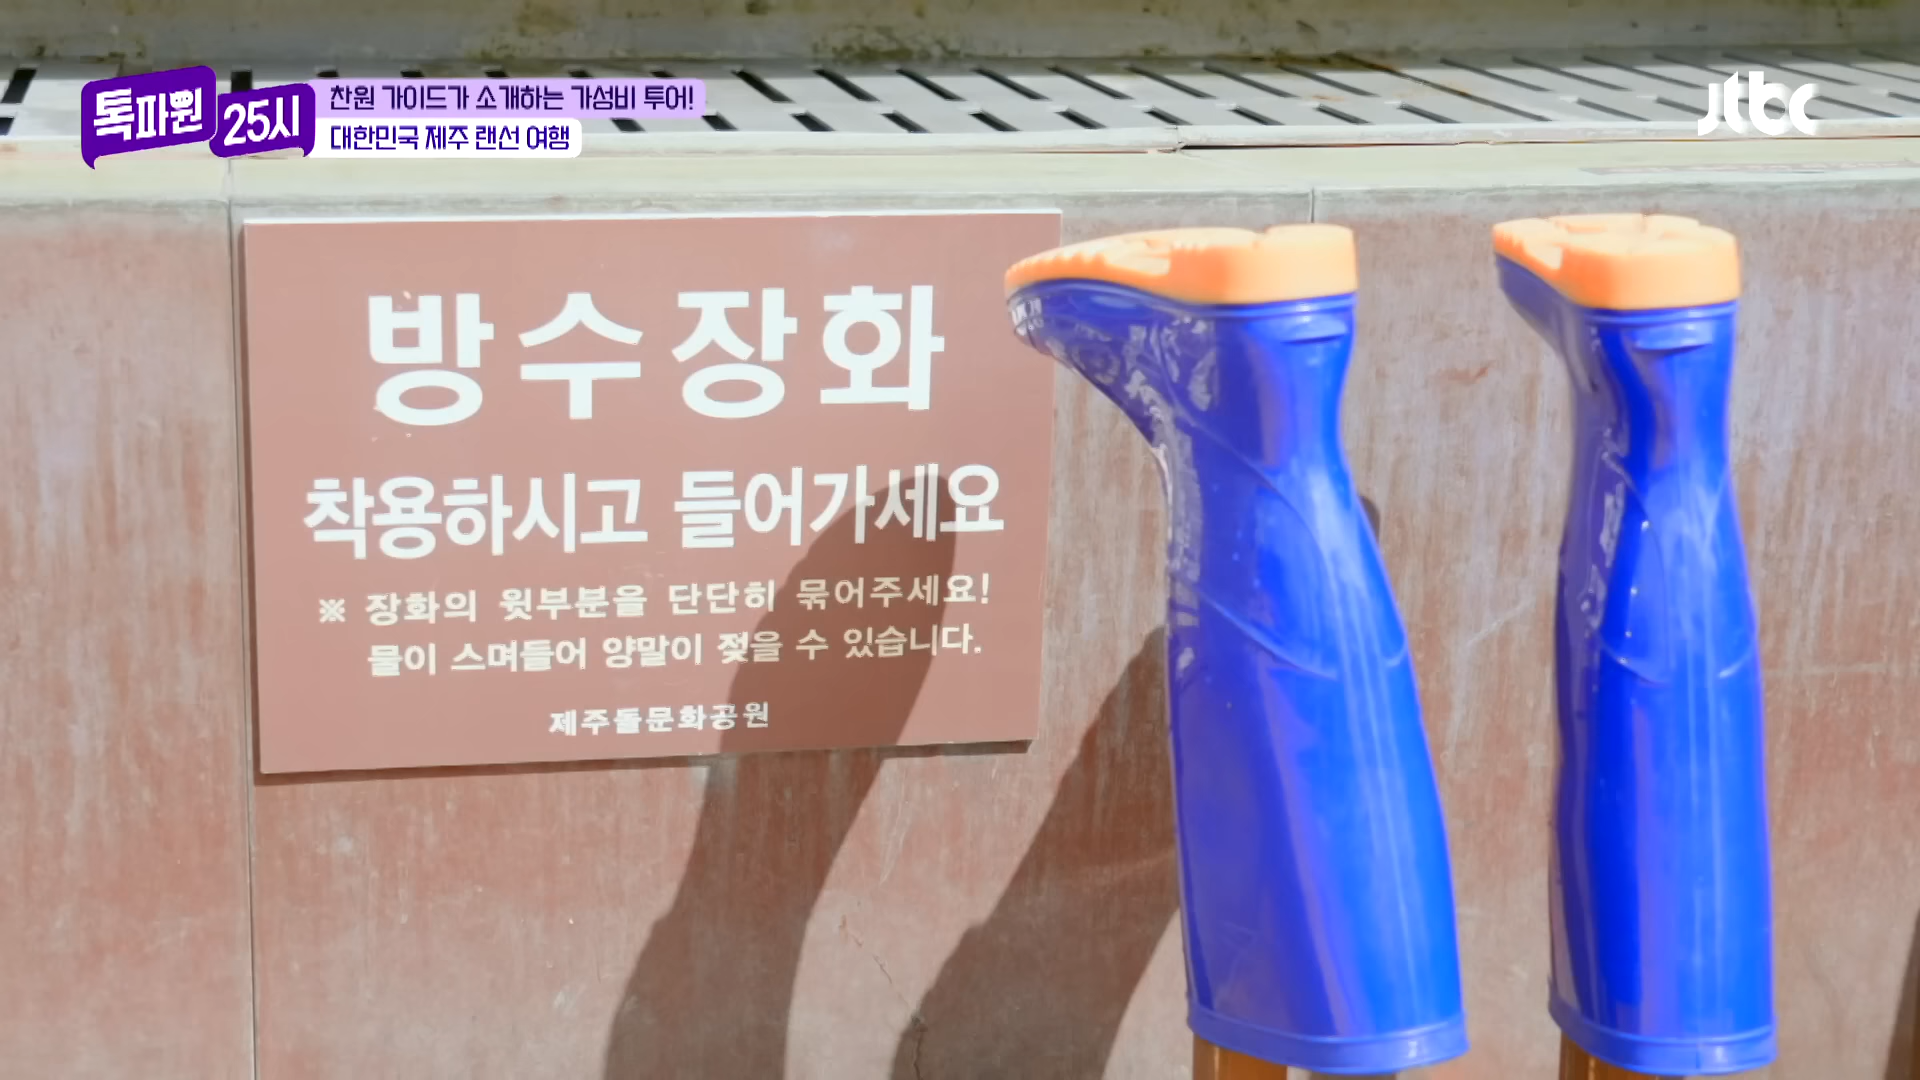 톡파원 25시
찬원 가이드가 소개하는 가성비 투어!
대한민국 제주 랜선 여행
jtbc
방수장화
착용하시고 들어가세요
※ 장화의 윗부분을 단단히 묶어주세요!
물이 스며들어 양말이 젖을 수 있습니다.
제주돌문화공원